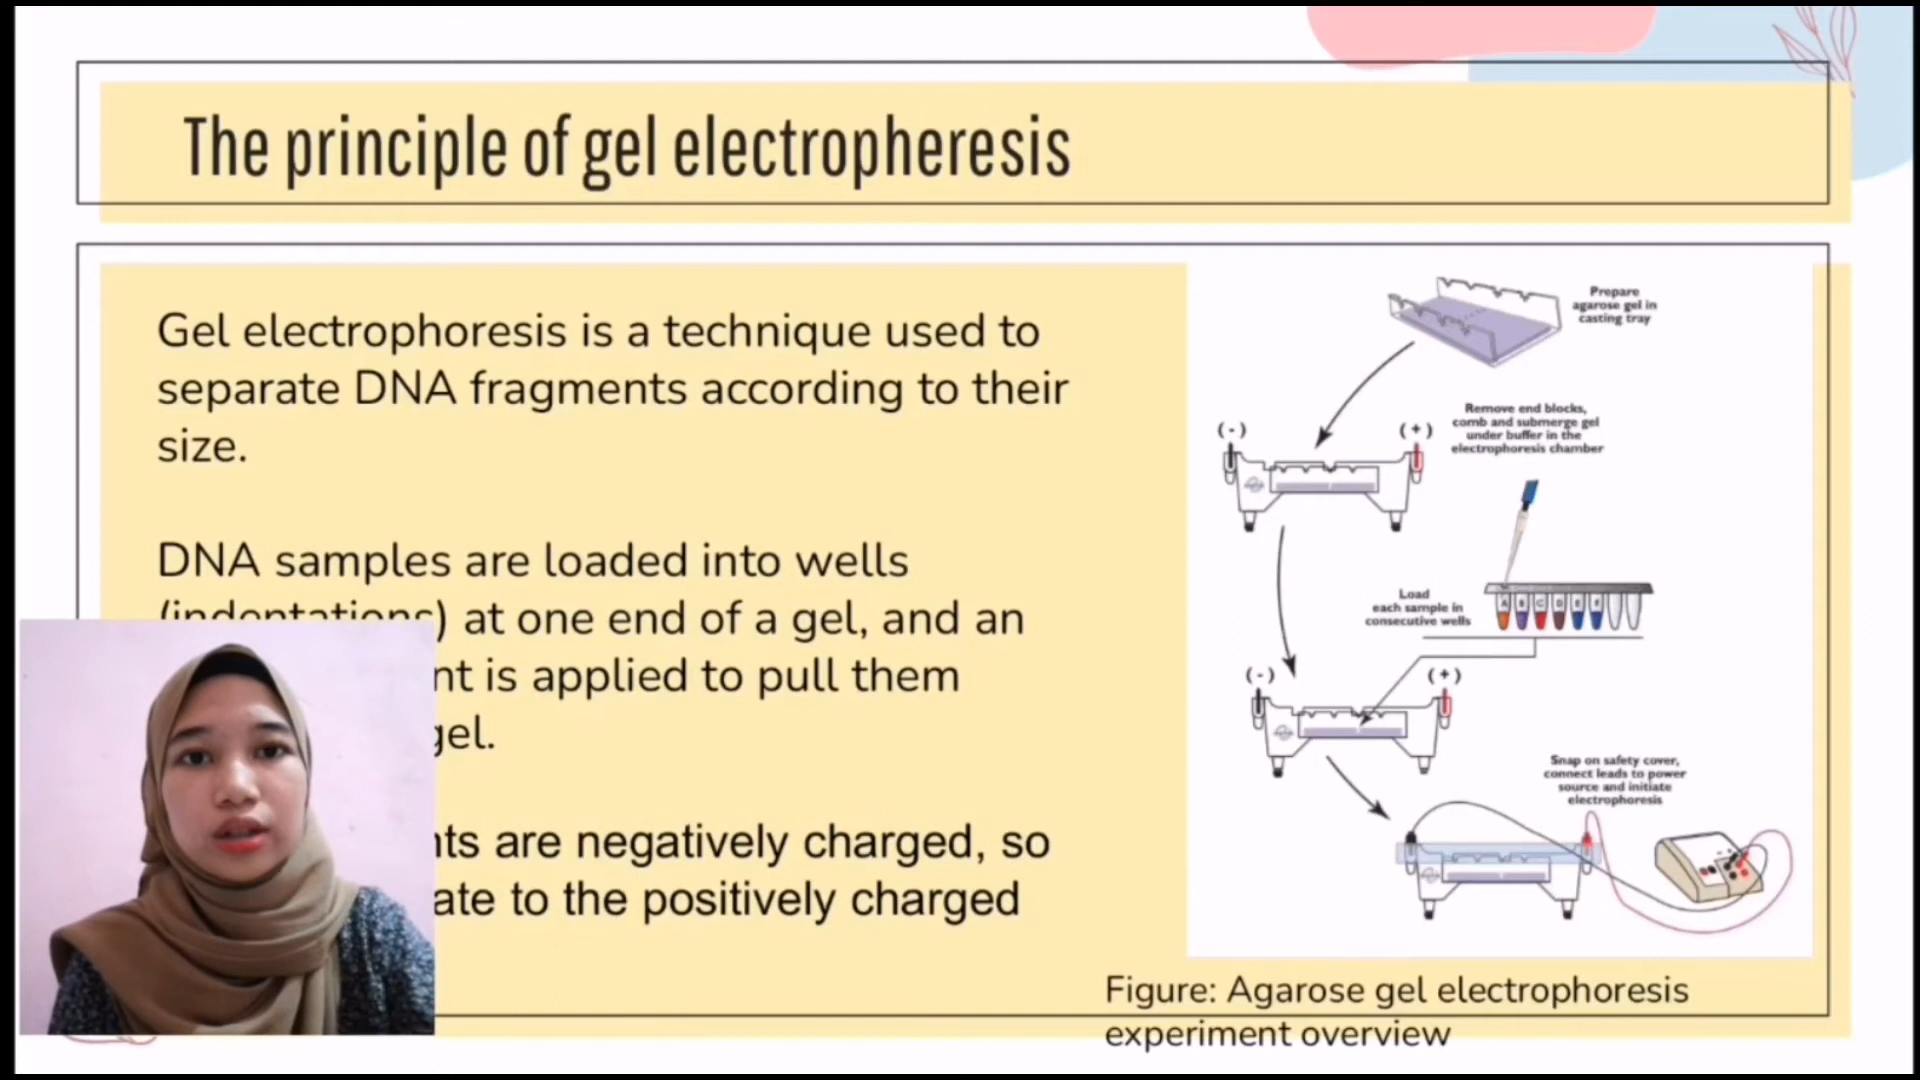 The principle of gel electropheresis
Gel electrophoresis is a technique used to
separate DNA fragments according to their
size.
DNA samples are loaded into wells
(indentations) at one end of a gel, and an
is applied to pull them
gel.
are negatively charged, so
to the positively charged
Prepare
agarose gel in
casting tray
Remove end blocks,
comb and submerge gel
under buffer in the
electrophoresis chamber
(-)
(+)
Load
each sample in
consecutive wells
A B C D E F
(-)
(+)
Snap on safety cover,
connect leads to power
source and initiate
electrophoresis
Figure: Agarose gel electrophoresis
experiment overview